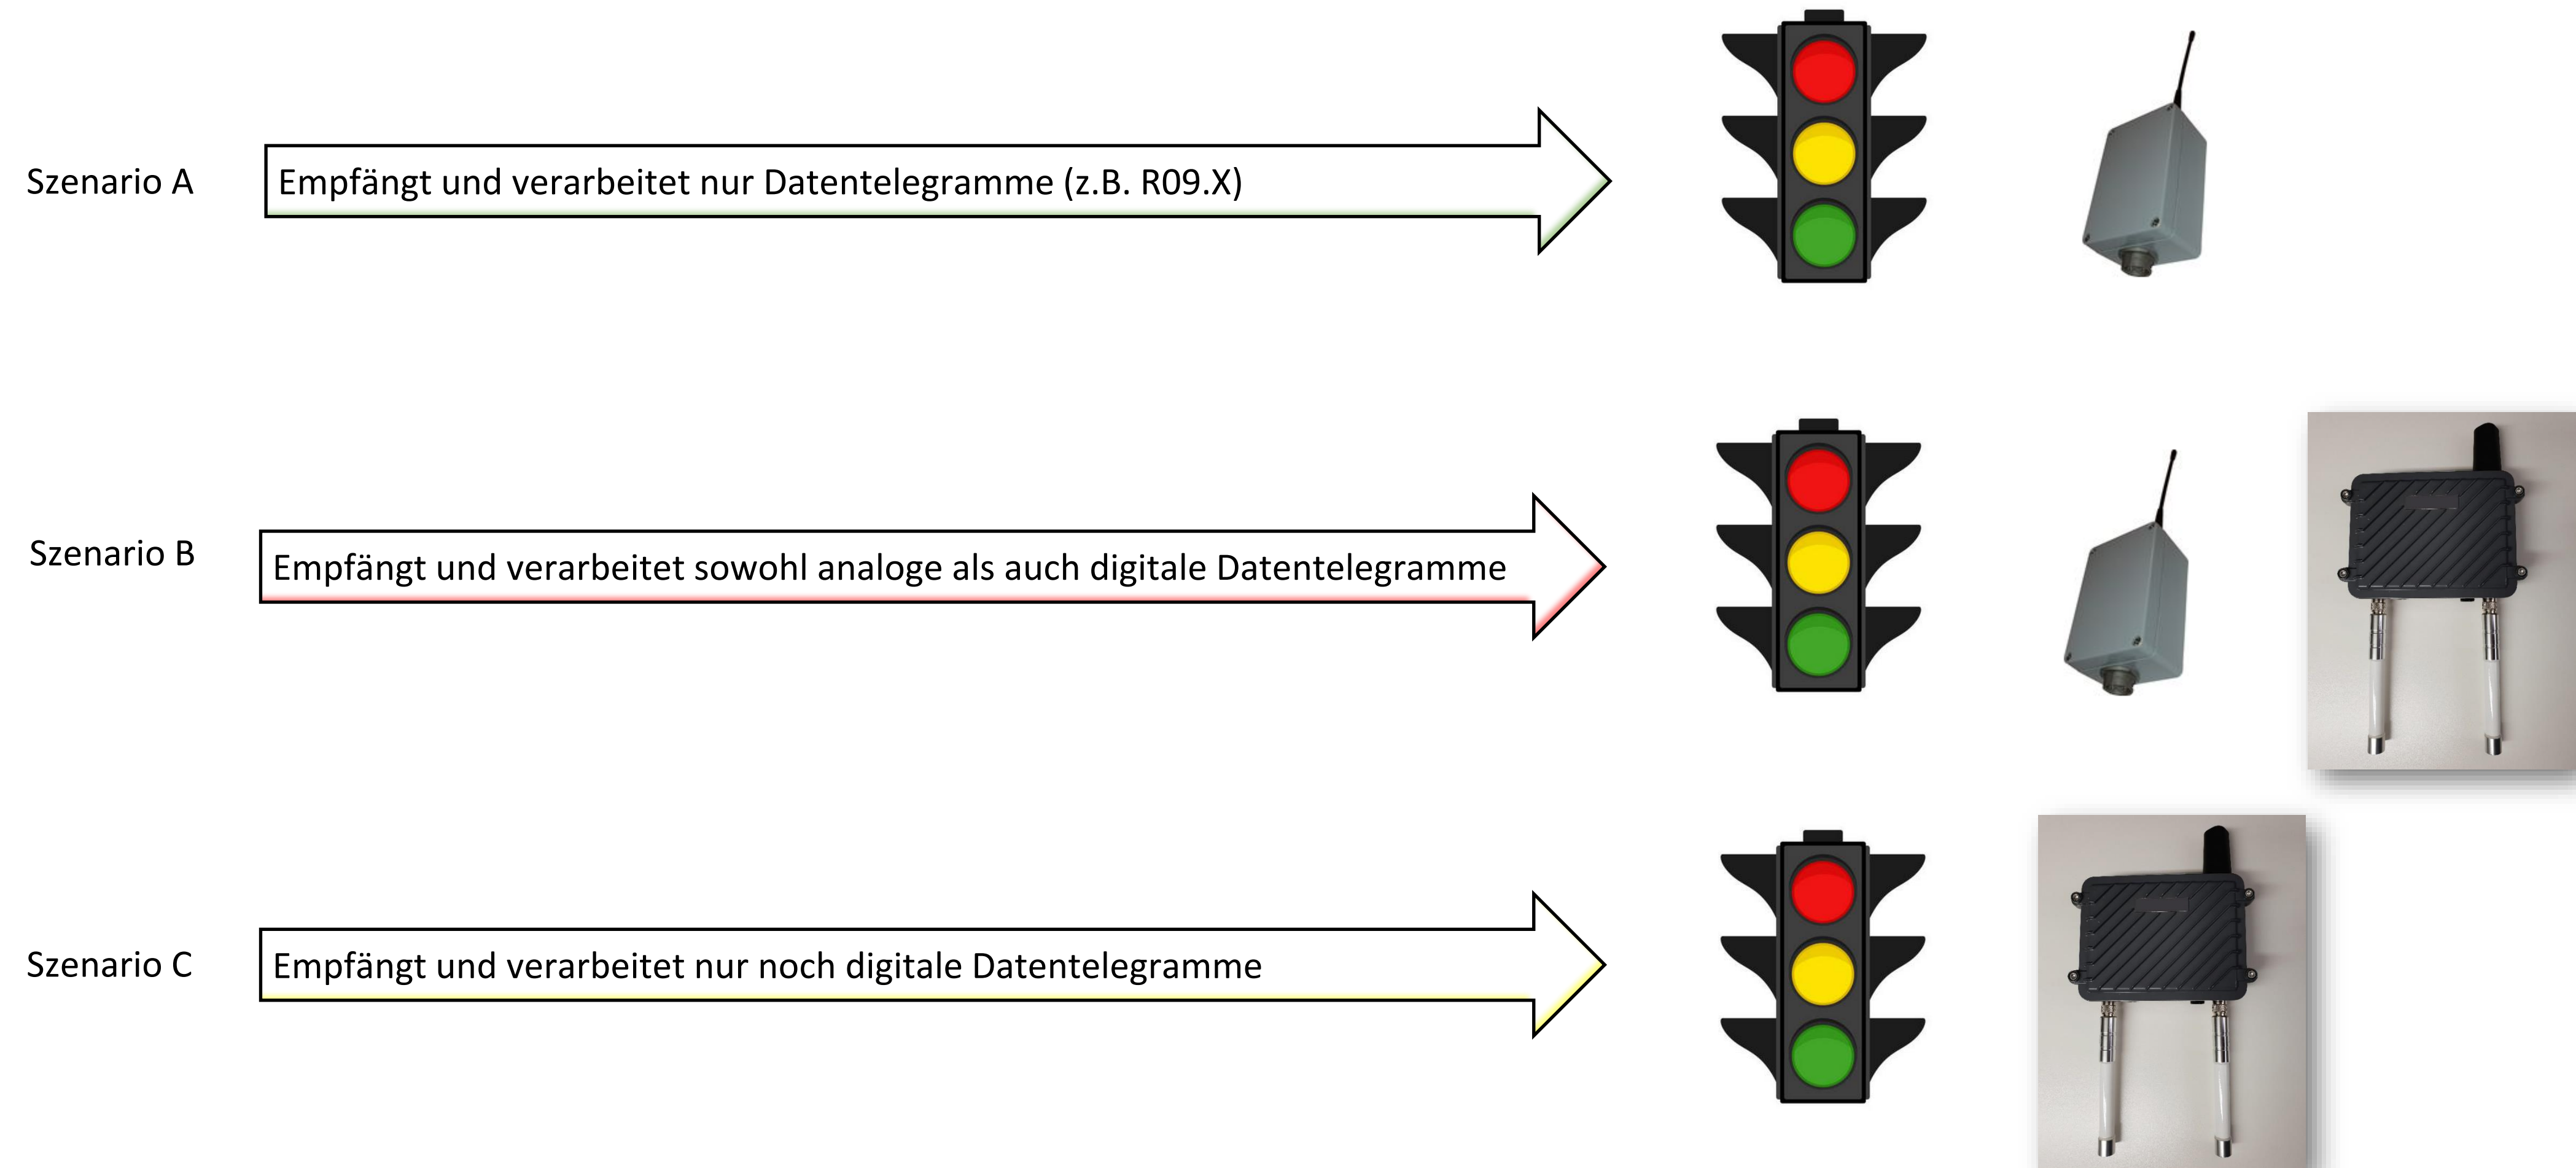 Szenario A
Empfängt und verarbeitet nur Datentelegramme (z.B. R09.X)
Szenario B
Empfängt und verarbeitet sowohl analoge als auch digitale Datentelegramme
Szenario C
Empfängt und verarbeitet nur noch digitale Datentelegramme